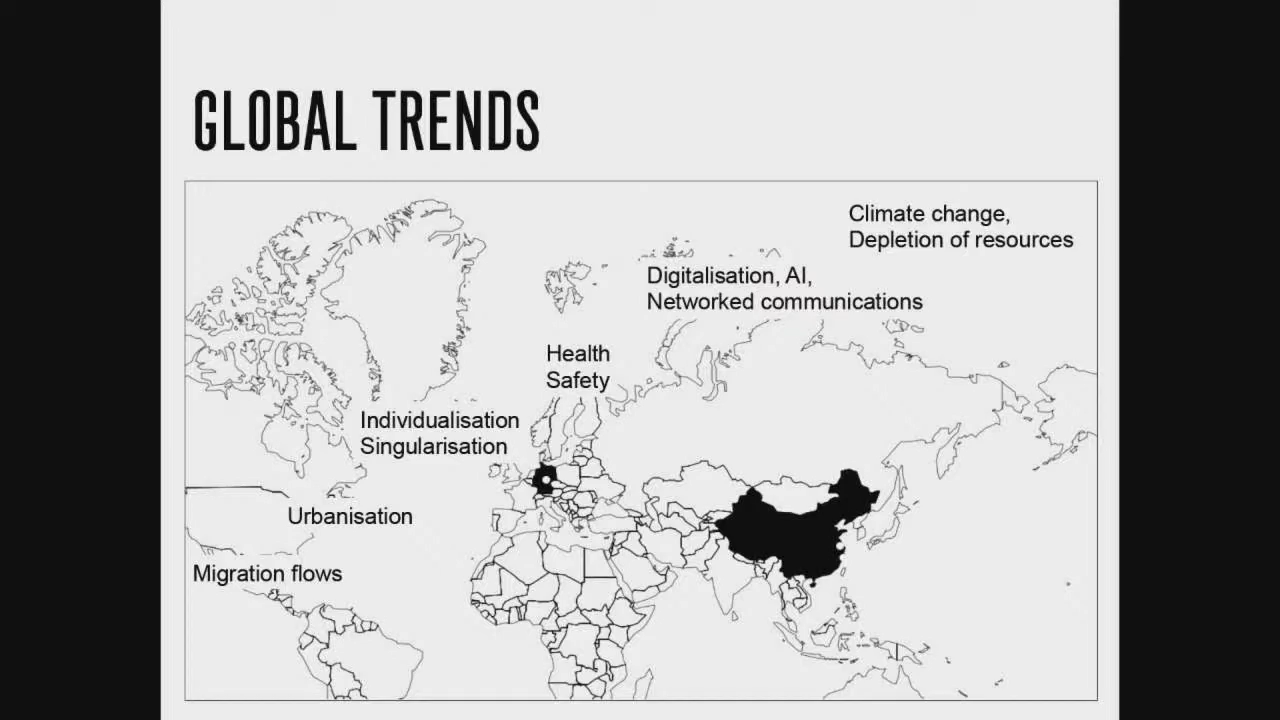 GLOBAL TRENDS
Climate change,
Depletion of resources
Digitalisation, AI,
Networked communications
Health
Safety
Individualisation
Singularisation
Urbanisation
Migration flows